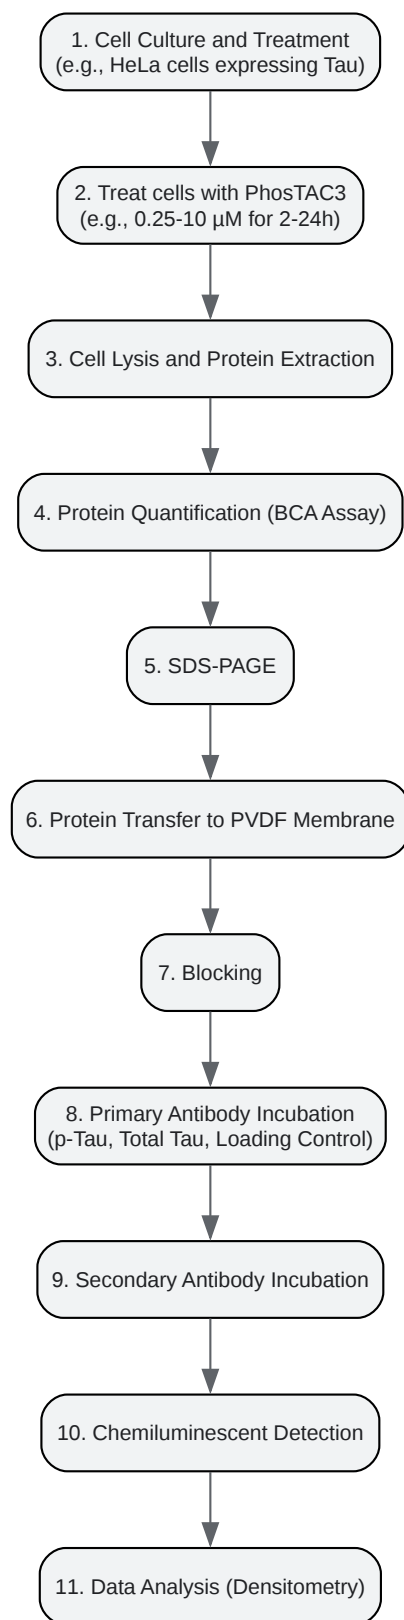 1. Cell Culture and Treatment
(e.g., HeLa cells expressing Tau)
2. Treat cells with PhosTAC3
(e.g., 0.25-10 µM for 2-24h)
3. Cell Lysis and Protein Extraction
4. Protein Quantification (BCA Assay)
5. SDS-PAGE
6. Protein Transfer to PVDF Membrane
7. Blocking
8. Primary Antibody Incubation
(p-Tau, Total Tau, Loading Control)
9. Secondary Antibody Incubation
10. Chemiluminescent Detection
11. Data Analysis (Densitometry)